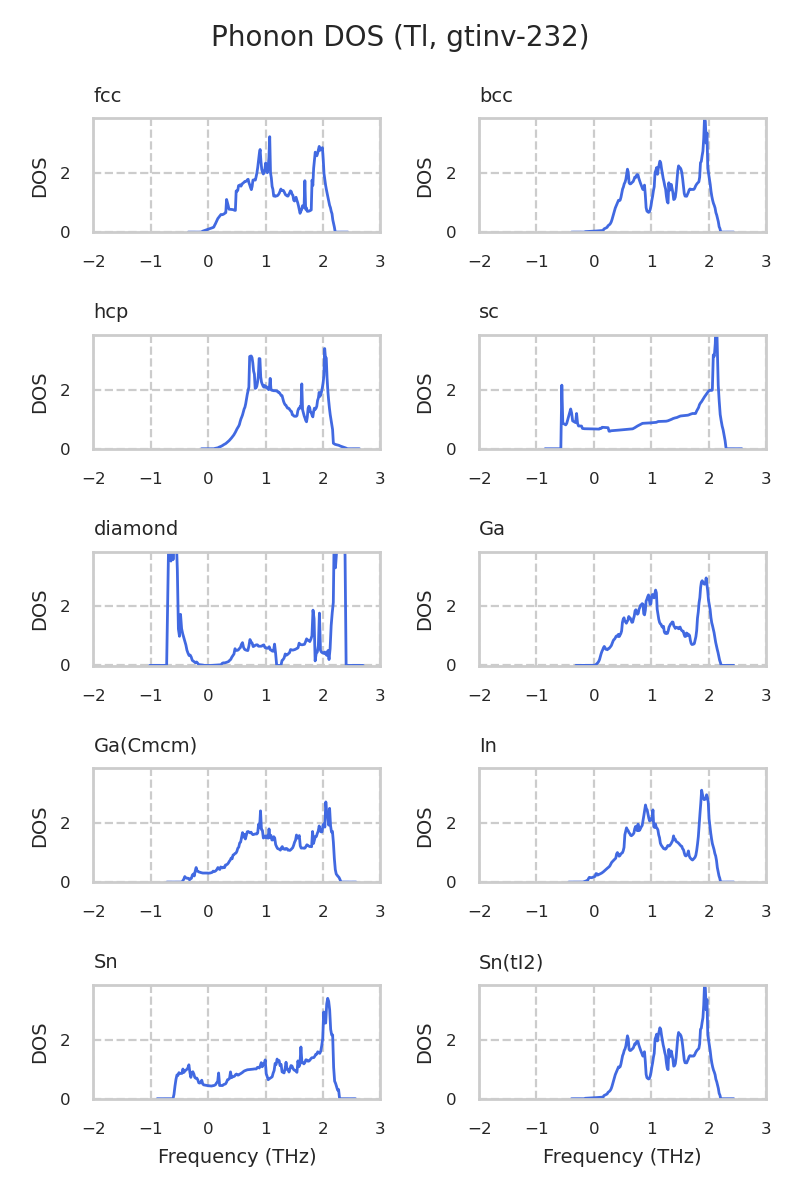 Phonon DOS (Tl, gtinv-232)
fcc
DOS
2
0
−2 −1 0 1 2 3
bcc
DOS
2
0
−2 −1 0 1 2 3
hcp
DOS
2
0
−2 −1 0 1 2 3
sc
DOS
2
0
−2 −1 0 1 2 3
diamond
DOS
2
0
−2 −1 0 1 2 3
Ga
DOS
2
0
−2 −1 0 1 2 3
Ga(Cmcm)
DOS
2
0
−2 −1 0 1 2 3
In
DOS
2
0
−2 −1 0 1 2 3
Sn
DOS
2
0
−2 −1 0 1 2 3
Frequency (THz)
Sn(tI2)
DOS
2
0
−2 −1 0 1 2 3
Frequency (THz)